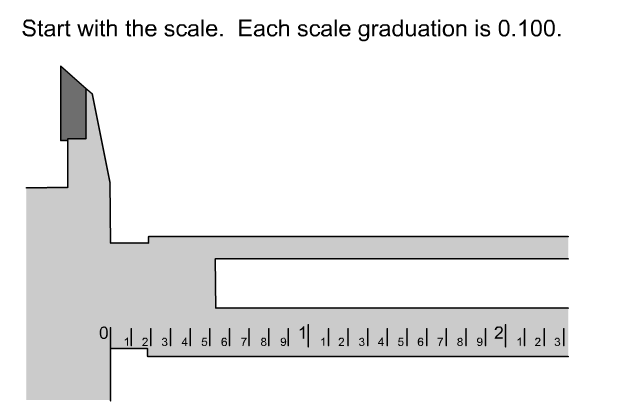 Start with the scale.  Each scale graduation is 0.100.
0 1 2 3 4 5 6 7 8 9 1 1 2 3 4 5 6 7 8 9 2 1 2 3